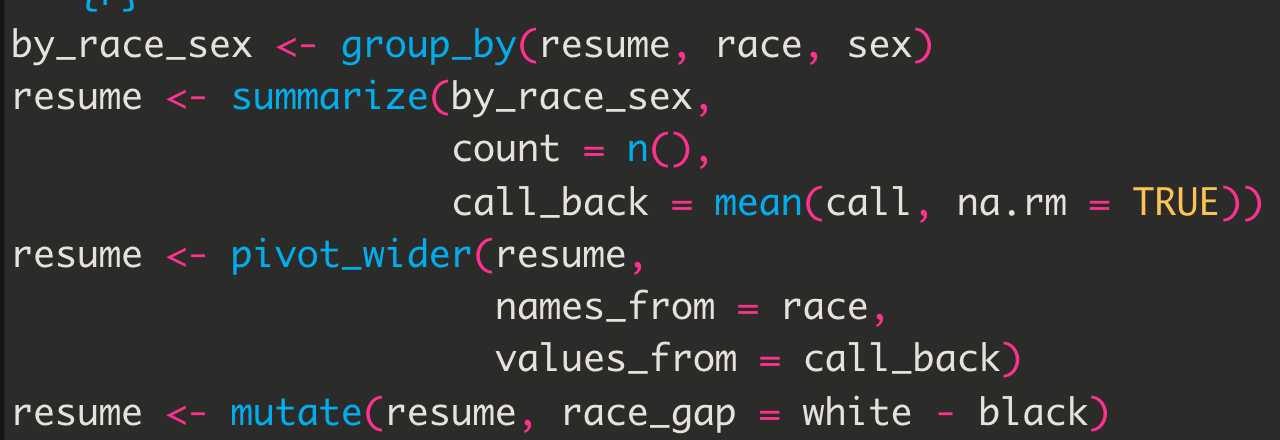 {r}
by_race_sex <- group_by(resume, race, sex)
resume <- summarize(by_race_sex,
                    count = n(),
                    call_back = mean(call, na.rm = TRUE))
resume <- pivot_wider(resume,
                      names_from = race,
                      values_from = call_back)
resume <- mutate(resume, race_gap = white - black)